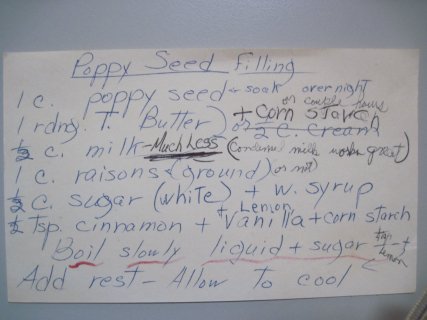 Poppy Seed Filling
1 c. poppy seed - soak overnight or couple hours
1 rdng. T. Butter) + corn starch
or 1/2 c. cream)
1/2 c. milk - Much Less (Condensed milk works great)
1 c. raisons (ground) or not
1/2 c. sugar (white) + w. syrup
1/2 tsp. cinnamon + Vanilla + Lemon + corn starch
Boil slowly liquid + sugar
Add rest - Allow to cool